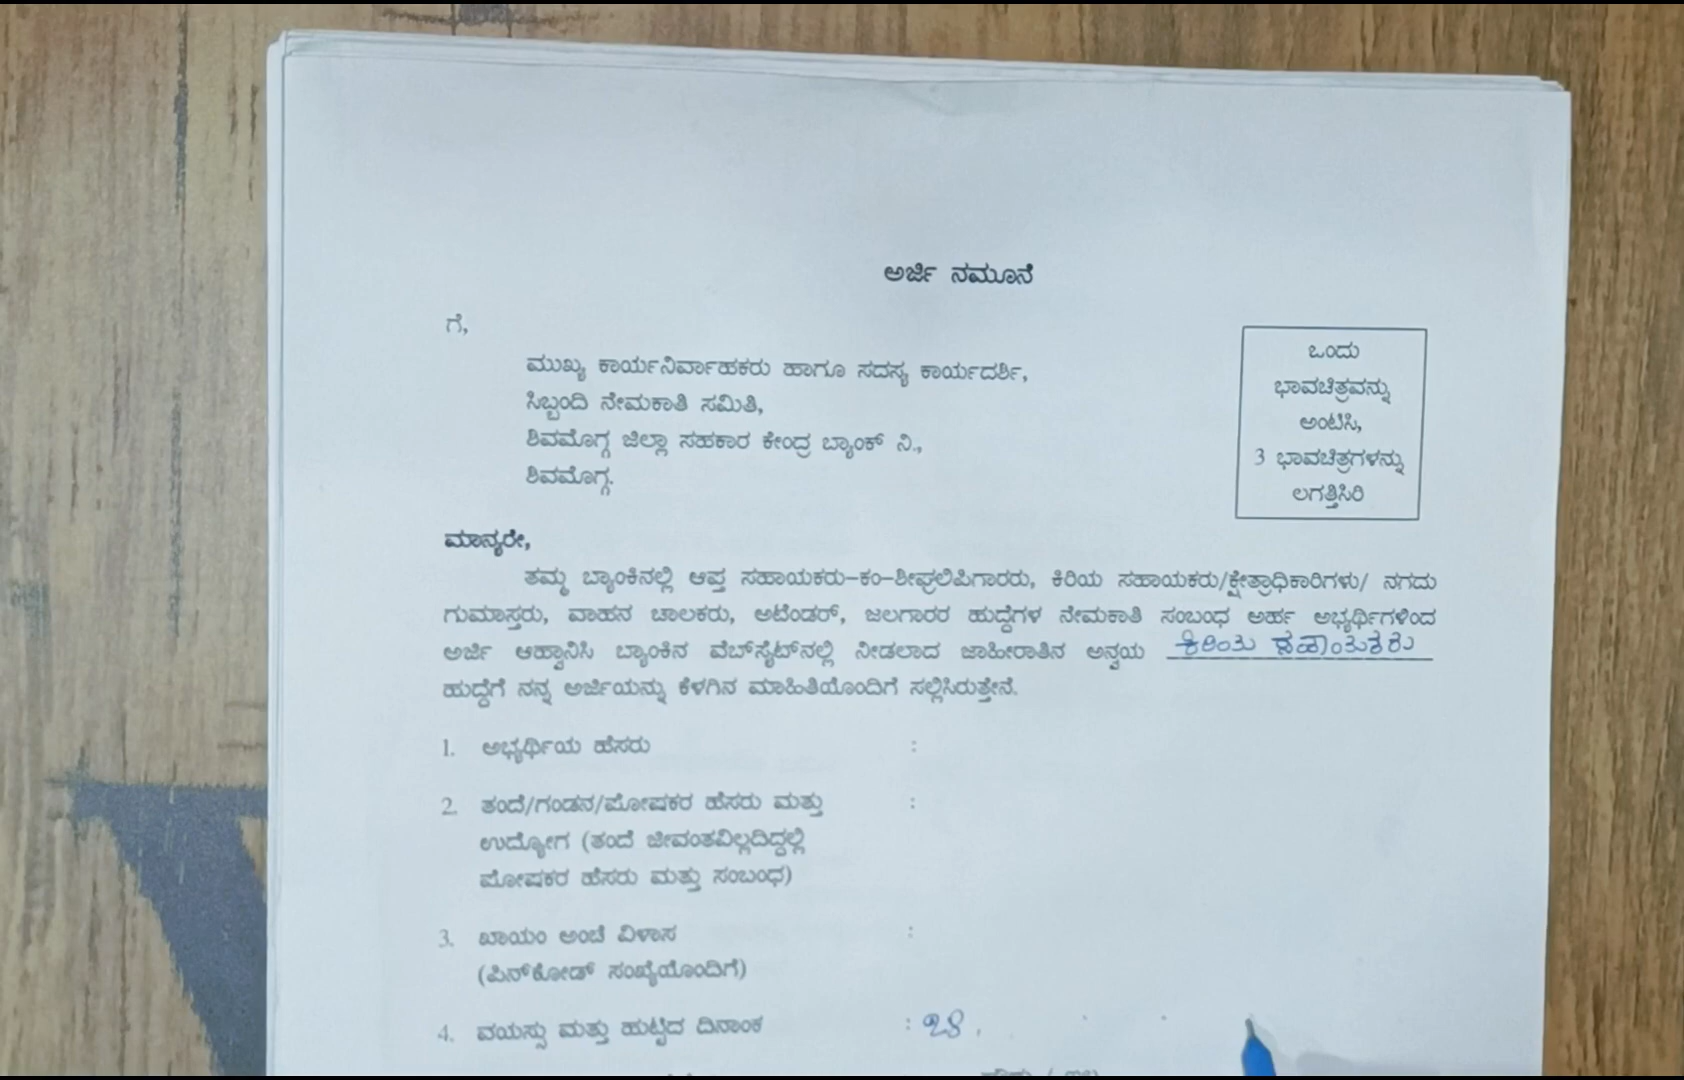 ಅರ್ಜಿ ನಮೂನೆ
ಗೆ,
ಮುಖ್ಯ ಕಾರ್ಯನಿರ್ವಾಹಕರು ಹಾಗೂ ಸದಸ್ಯ ಕಾರ್ಯದರ್ಶಿ,
ಸಿಬ್ಬಂದಿ ನೇಮಕಾತಿ ಸಮಿತಿ,
ಶಿವಮೊಗ್ಗ ಜಿಲ್ಲಾ ಸಹಕಾರ ಕೇಂದ್ರ ಬ್ಯಾಂಕ್ ನಿ.,
ಶಿವಮೊಗ್ಗ.
ಒಂದು
ಭಾವಚಿತ್ರವನ್ನು
ಅಂಟಿಸಿ,
3 ಭಾವಚಿತ್ರಗಳನ್ನು
ಲಗತ್ತಿಸಿರಿ
ಮಾನ್ಯರೇ,
ತಮ್ಮ ಬ್ಯಾಂಕಿನಲ್ಲಿ ಆಪ್ತ ಸಹಾಯಕರು-ಕಂ-ಶೀಘ್ರಲಿಪಿಗಾರರು, ಕಿರಿಯ ಸಹಾಯಕರು/ಕ್ಷೇತ್ರಾಧಿಕಾರಿಗಳು/ ನಗದು
ಗುಮಾಸ್ತರು, ವಾಹನ ಚಾಲಕರು, ಅಟೆಂಡರ್, ಜಲಗಾರರ ಹುದ್ದೆಗಳ ನೇಮಕಾತಿ ಸಂಬಂಧ ಅರ್ಹ ಅಭ್ಯರ್ಥಿಗಳಿಂದ
ಅರ್ಜಿ ಆಹ್ವಾನಿಸಿ ಬ್ಯಾಂಕಿನ ವೆಬ್‌ಸೈಟ್‌ನಲ್ಲಿ ನೀಡಲಾದ ಜಾಹೀರಾತಿನ ಅನ್ವಯ ಕಿರಿಯ ಸಹಾಯಕರು
ಹುದ್ದೆಗೆ ನನ್ನ ಅರ್ಜಿಯನ್ನು ಕೆಳಗಿನ ಮಾಹಿತಿಯೊಂದಿಗೆ ಸಲ್ಲಿಸಿರುತ್ತೇನೆ.
1. ಅಭ್ಯರ್ಥಿಯ ಹೆಸರು :
2. ತಂದೆ/ಗಂಡನ/ಪೋಷಕರ ಹೆಸರು ಮತ್ತು :
ಉದ್ಯೋಗ (ತಂದೆ ಜೀವಂತವಿಲ್ಲದಿದ್ದಲ್ಲಿ
ಪೋಷಕರ ಹೆಸರು ಮತ್ತು ಸಂಬಂಧ)
3. ಖಾಯಂ ಅಂಚೆ ವಿಳಾಸ :
(ಪಿನ್‌ಕೋಡ್ ಸಂಖ್ಯೆಯೊಂದಿಗೆ)
4. ವಯಸ್ಸು ಮತ್ತು ಹುಟ್ಟಿದ ದಿನಾಂಕ : 28,